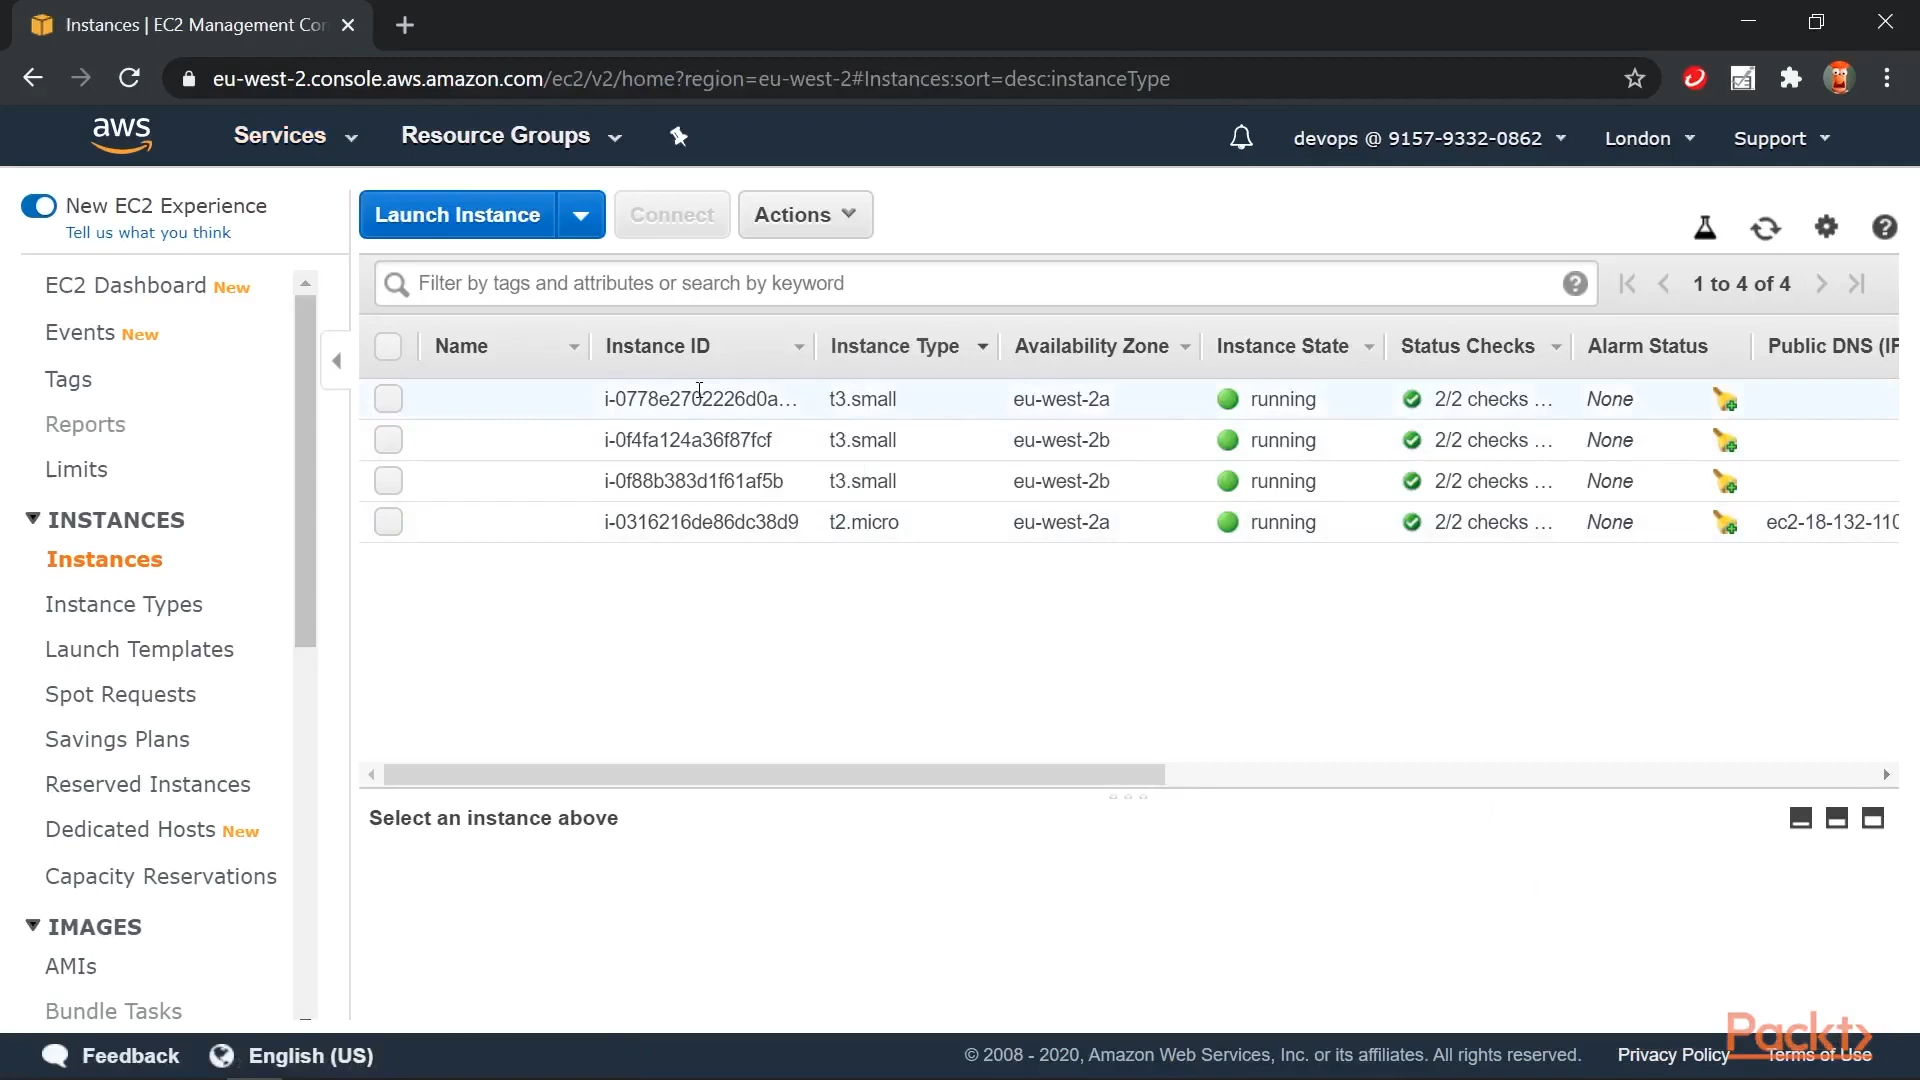 Instances | EC2 Management Con
eu-west-2.console.aws.amazon.com/ec2/v2/home?region=eu-west-2#Instances:sort=desc:instanceType
aws Services Resource Groups devops @ 9157-9332-0862 London Support
New EC2 Experience
Tell us what you think
EC2 Dashboard New
Events New
Tags
Reports
Limits
INSTANCES
Instances
Instance Types
Launch Templates
Spot Requests
Savings Plans
Reserved Instances
Dedicated Hosts New
Capacity Reservations
IMAGES
AMIs
Bundle Tasks
Launch Instance Connect Actions
Filter by tags and attributes or search by keyword 1 to 4 of 4
Name Instance ID Instance Type Availability Zone Instance State Status Checks Alarm Status Public DNS (IP
i-0778e2702226d0a... t3.small eu-west-2a running 2/2 checks ... None
i-0f4fa124a36f87fcf t3.small eu-west-2b running 2/2 checks ... None
i-0f88b383d1f61af5b t3.small eu-west-2b running 2/2 checks ... None
i-0316216de86dc38d9 t2.micro eu-west-2a running 2/2 checks ... None ec2-18-132-110
Select an instance above
Feedback English (US) © 2008 - 2020, Amazon Web Services, Inc. or its affiliates. All rights reserved. Privacy Policy Terms of Use
Packt>